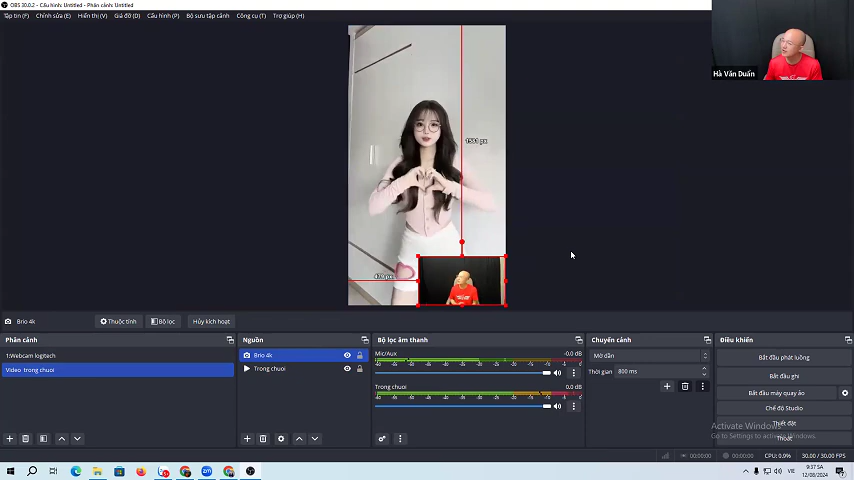 OBS 30.0.2 - Cấu hình: Untitled - Phân cảnh: Untitled
Tập tin (F) Chỉnh sửa (E) Hiển thị (V) Giá đỡ (D) Cấu hình (P) Bộ sưu tập cảnh Công cụ (T) Trợ giúp (H)
Hà Văn Duẩn
1511 px
Brio 4k Thuộc tính Bộ lọc Hủy kích hoạt
Phân cảnh Nguồn Bộ lọc âm thanh Chuyển cảnh Điều khiển
1:Webcam logitech
Video trong chuoi
Brio 4k
Trong chuoi
Mic/Aux -0.0 dB
Trong chuoi 0.0 dB
Mờ dần
Thời gian 800 ms
Bắt đầu phát luồng
Bắt đầu ghi
Bắt đầu máy quay ảo
Chế độ Studio
Thiết đặt
Thoát
Activate Windows
Go to Settings to activate Windows.
00:00:00 00:00:00 CPU: 0.9% 30.00 / 30.00 FPS
VIE 9:37 SA
12/08/2024